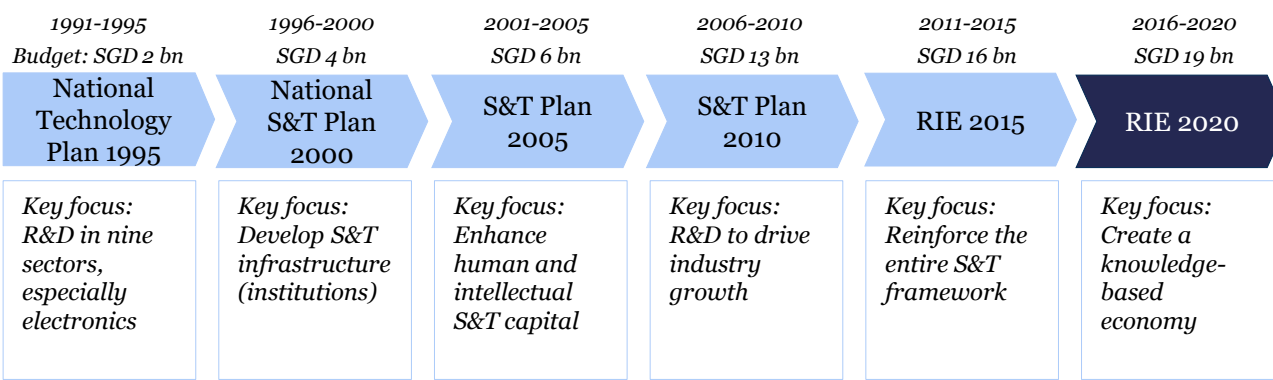 1991-1995
Budget: SGD 2 bn
National
Technology
Plan 1995
Key focus:
R&D in nine
sectors,
especially
electronics
1996-2000
SGD 4 bn
National
S&T Plan
2000
Key focus:
Develop S&T
infrastructure
(institutions)
2001-2005
SGD 6 bn
S&T Plan
2005
Key focus:
Enhance
human and
intellectual
S&T capital
2006-2010
SGD 13 bn
S&T Plan
2010
Key focus:
R&D to drive
industry
growth
2011-2015
SGD 16 bn
RIE 2015
Key focus:
Reinforce the
entire S&T
framework
2016-2020
SGD 19 bn
RIE 2020
Key focus:
Create a
knowledge-
based
economy